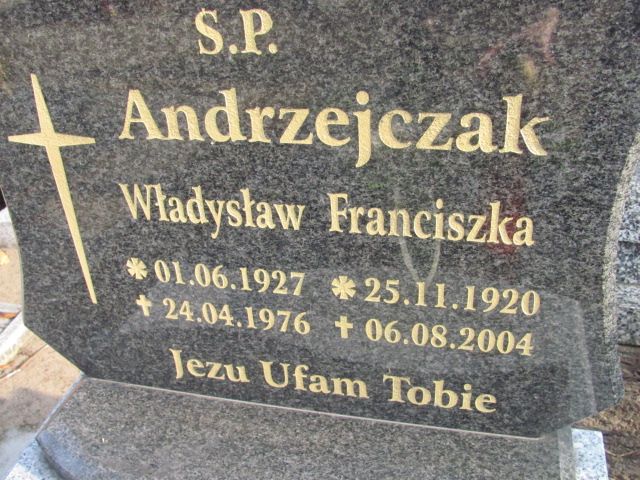 S.P.
Andrzejczak
Władysław Franciszka
* 01.06.1927 * 25.11.1920
✝ 24.04.1976 ✝ 06.08.2004
Jezu Ufam Tobie